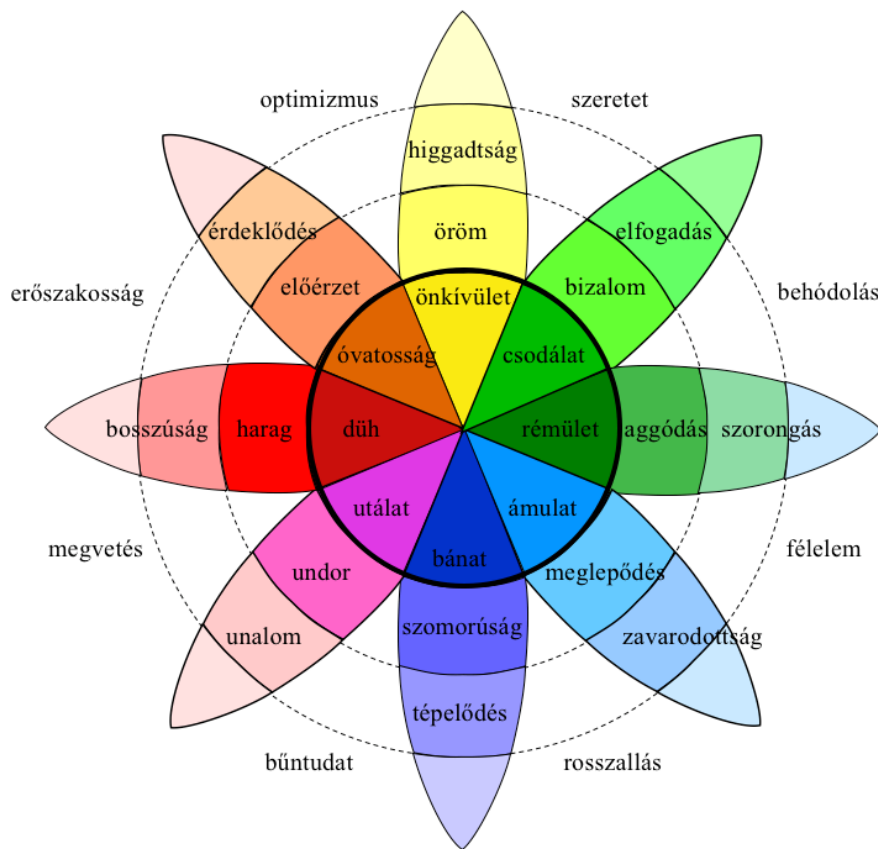 optimizmus
szeretet
higgadtság
érdeklődés
öröm
elfogadás
erőszakosság
előérzet
önkívület
bizalom
behódolás
óvatosság
csodálat
bosszúság
harag
düh
rémület
aggódás
szorongás
utálat
ámulat
megvetés
undor
bánat
meglepődés
félelem
unalom
szomorúság
zavarodottság
tépelődés
bűntudat
rosszallás